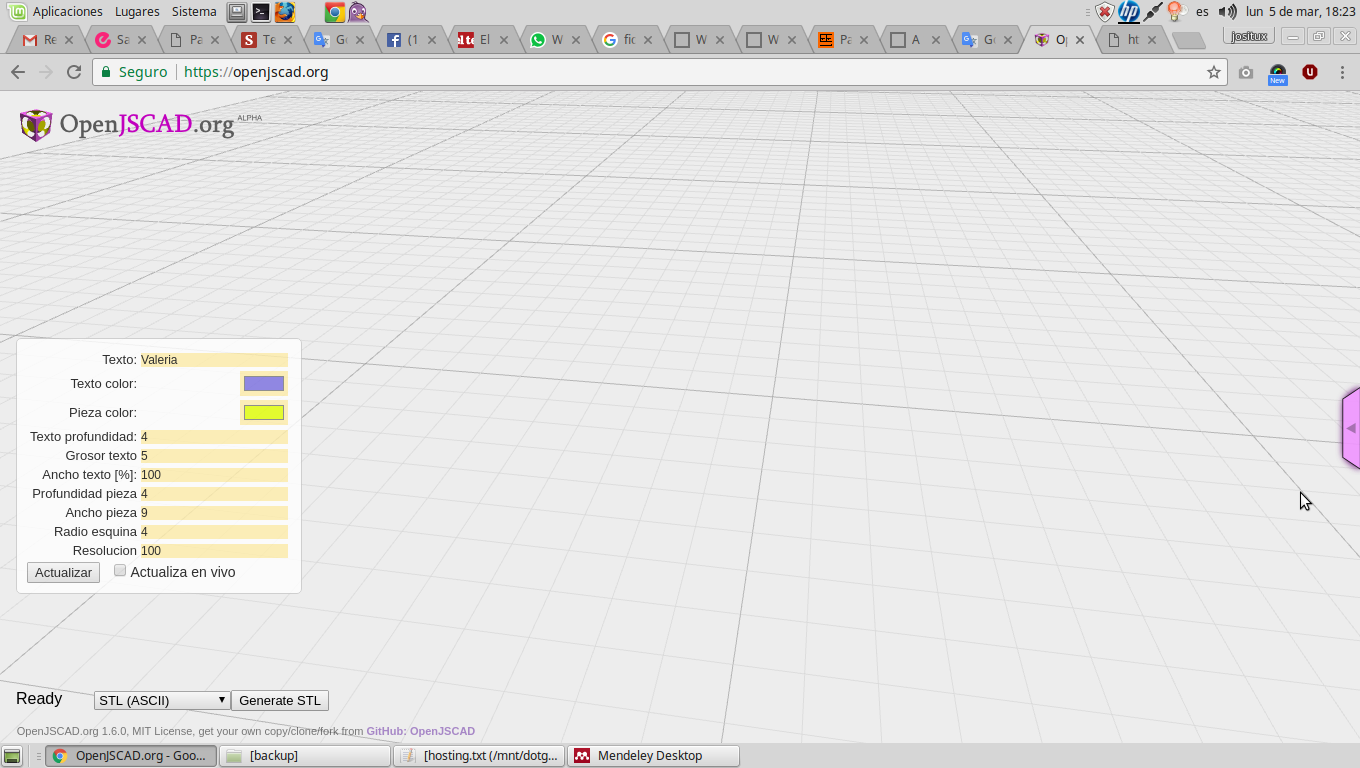 Aplicaciones Lugares Sistema es lun 5 de mar, 18:23
Re Sa Pa Te Go (1 El W fic W W Pa A Go O ht jositux
Seguro https://openjscad.org New
OpenJSCAD.org ALPHA
Texto: Valeria
Texto color:
Pieza color:
Texto profundidad: 4
Grosor texto 5
Ancho texto [%]: 100
Profundidad pieza 4
Ancho pieza 9
Radio esquina 4
Resolucion 100
Actualizar Actualiza en vivo
Ready STL (ASCII) Generate STL
OpenJSCAD.org 1.6.0, MIT License, get your own copy/clone/fork from GitHub: OpenJSCAD
OpenJSCAD.org - Goo... [backup] [hosting.txt (/mnt/dotg... Mendeley Desktop